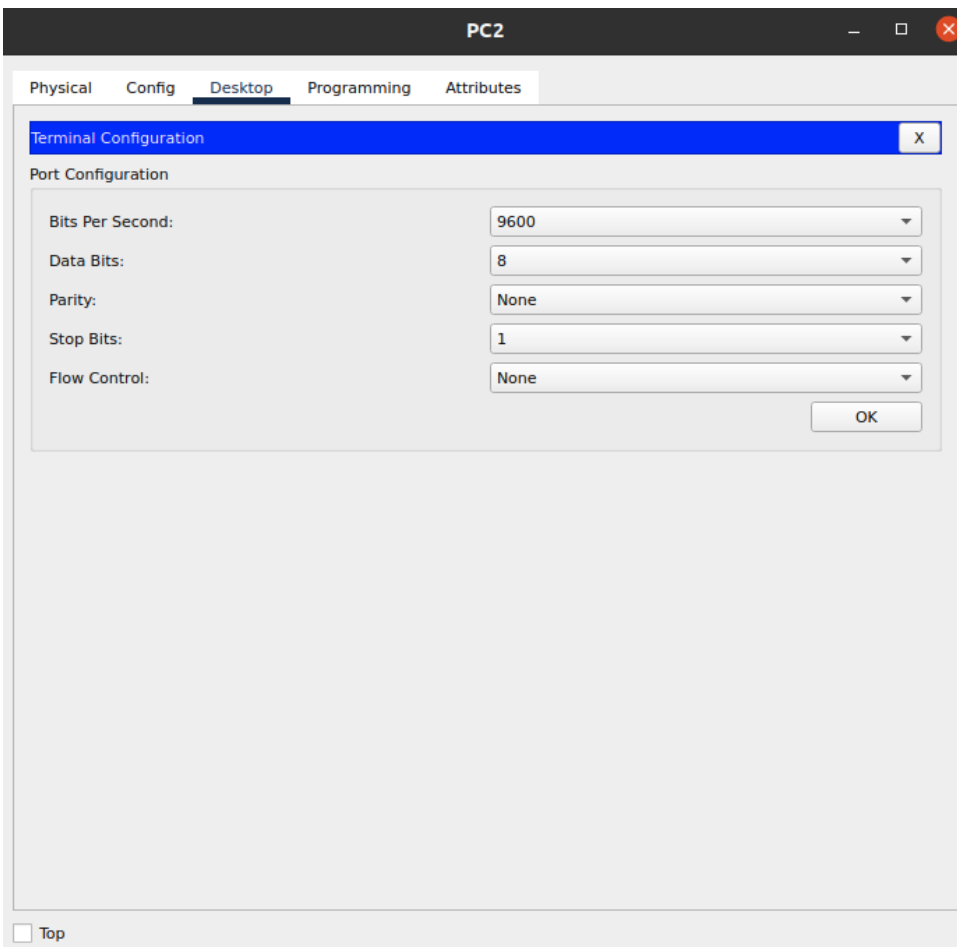 PC2
Physical Config Desktop Programming Attributes
Terminal Configuration X
Port Configuration
Bits Per Second: 9600
Data Bits: 8
Parity: None
Stop Bits: 1
Flow Control: None
OK
Top